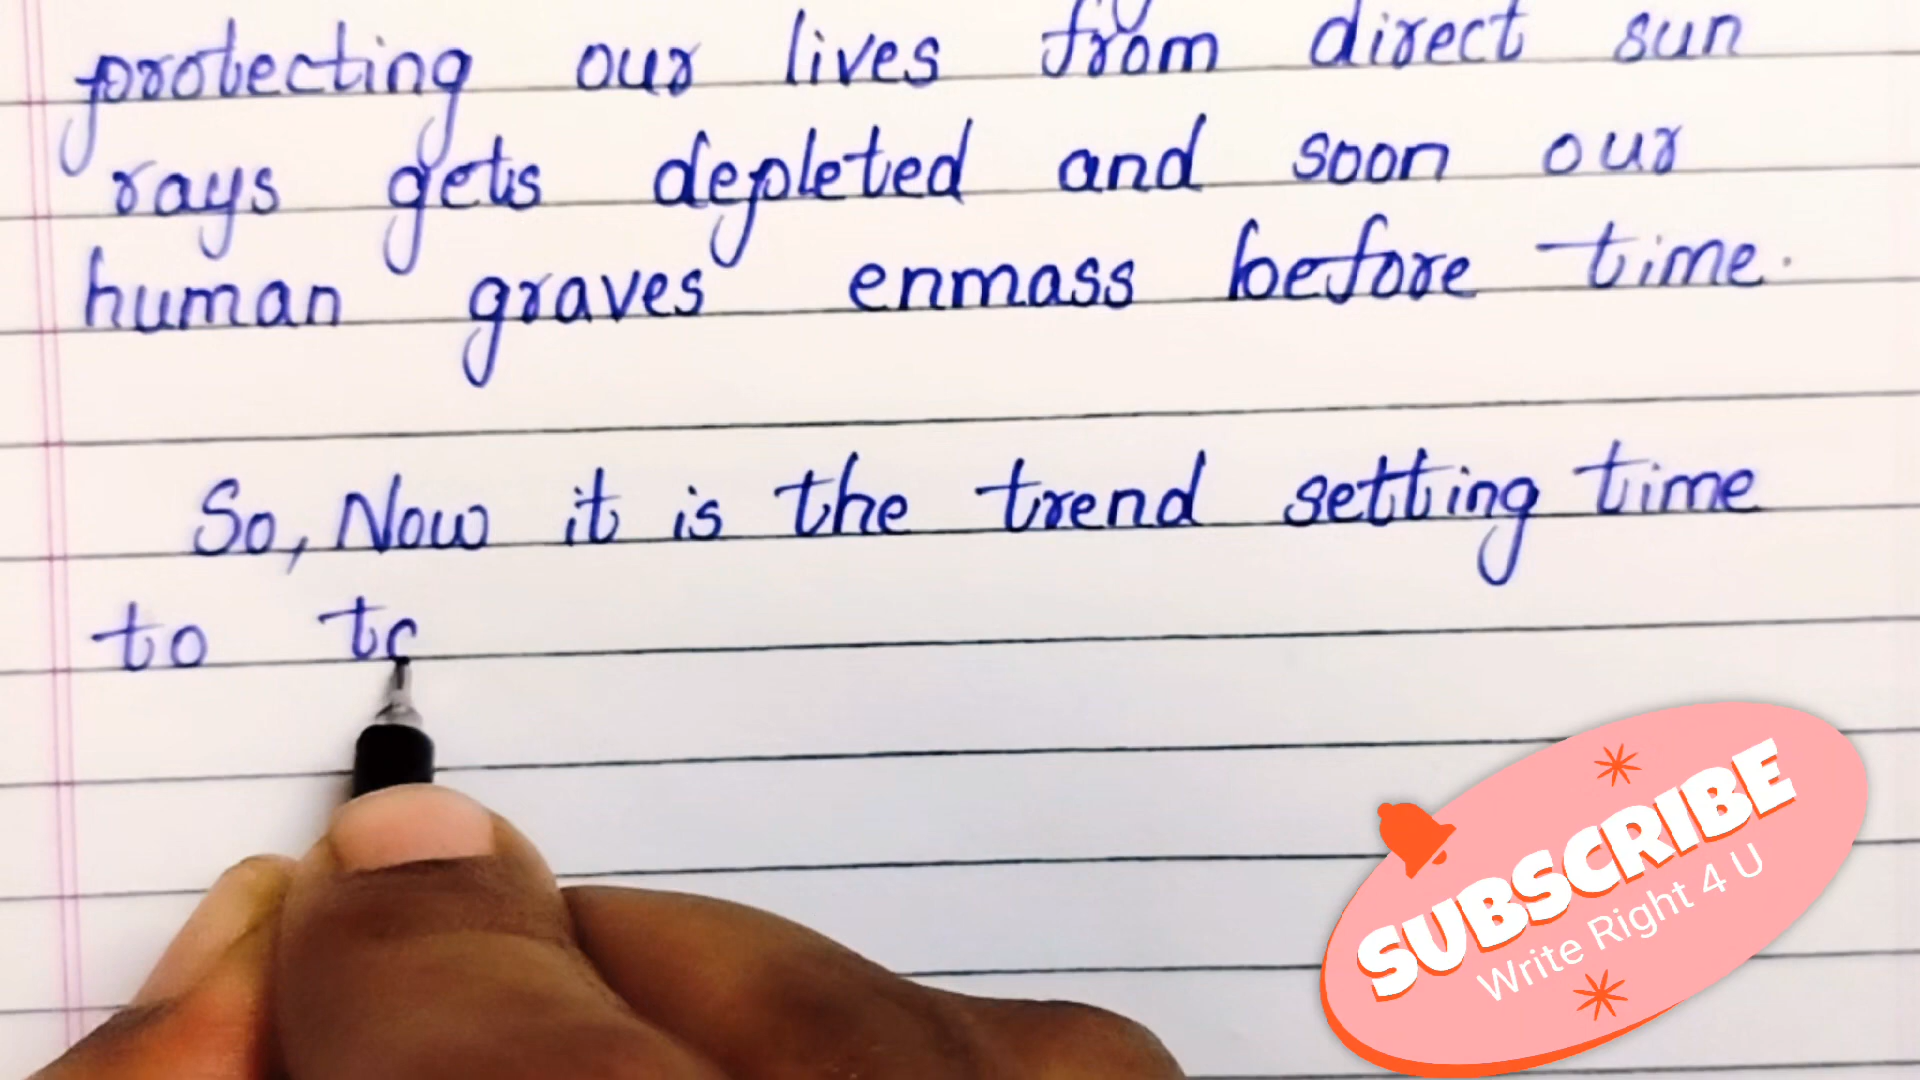 protecting our lives from direct sun
rays gets depleted and soon our
human graves enmass before time.
So, Now it is the trend setting time
to
SUBSCRIBE
Write Right 4 U